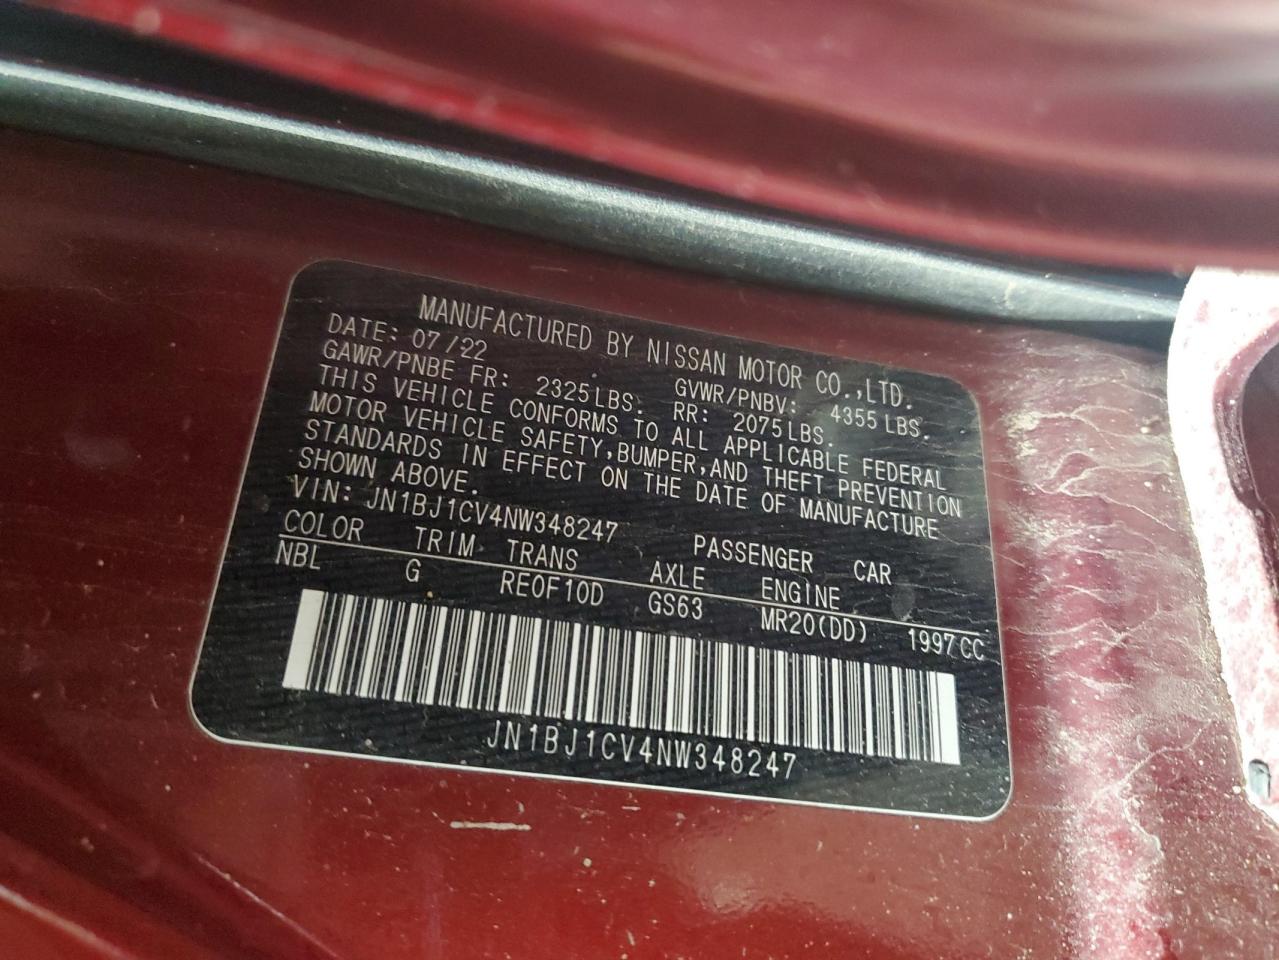 MANUFACTURED BY NISSAN MOTOR CO.,LTD.
DATE: 07/22 GVWR/PNBV: 4355LBS.
GAWR/PNBE FR: 2325LBS. RR: 2075LBS.
THIS VEHICLE CONFORMS TO ALL APPLICABLE FEDERAL
MOTOR VEHICLE SAFETY,BUMPER,AND THEFT PREVENTION
STANDARDS IN EFFECT ON THE DATE OF MANUFACTURE
SHOWN ABOVE.
VIN: JN1BJ1CV4NW348247 PASSENGER CAR
COLOR TRIM TRANS AXLE ENGINE
NBL G RE0F10D GS63 MR20(DD) 1997CC
JN1BJ1CV4NW348247